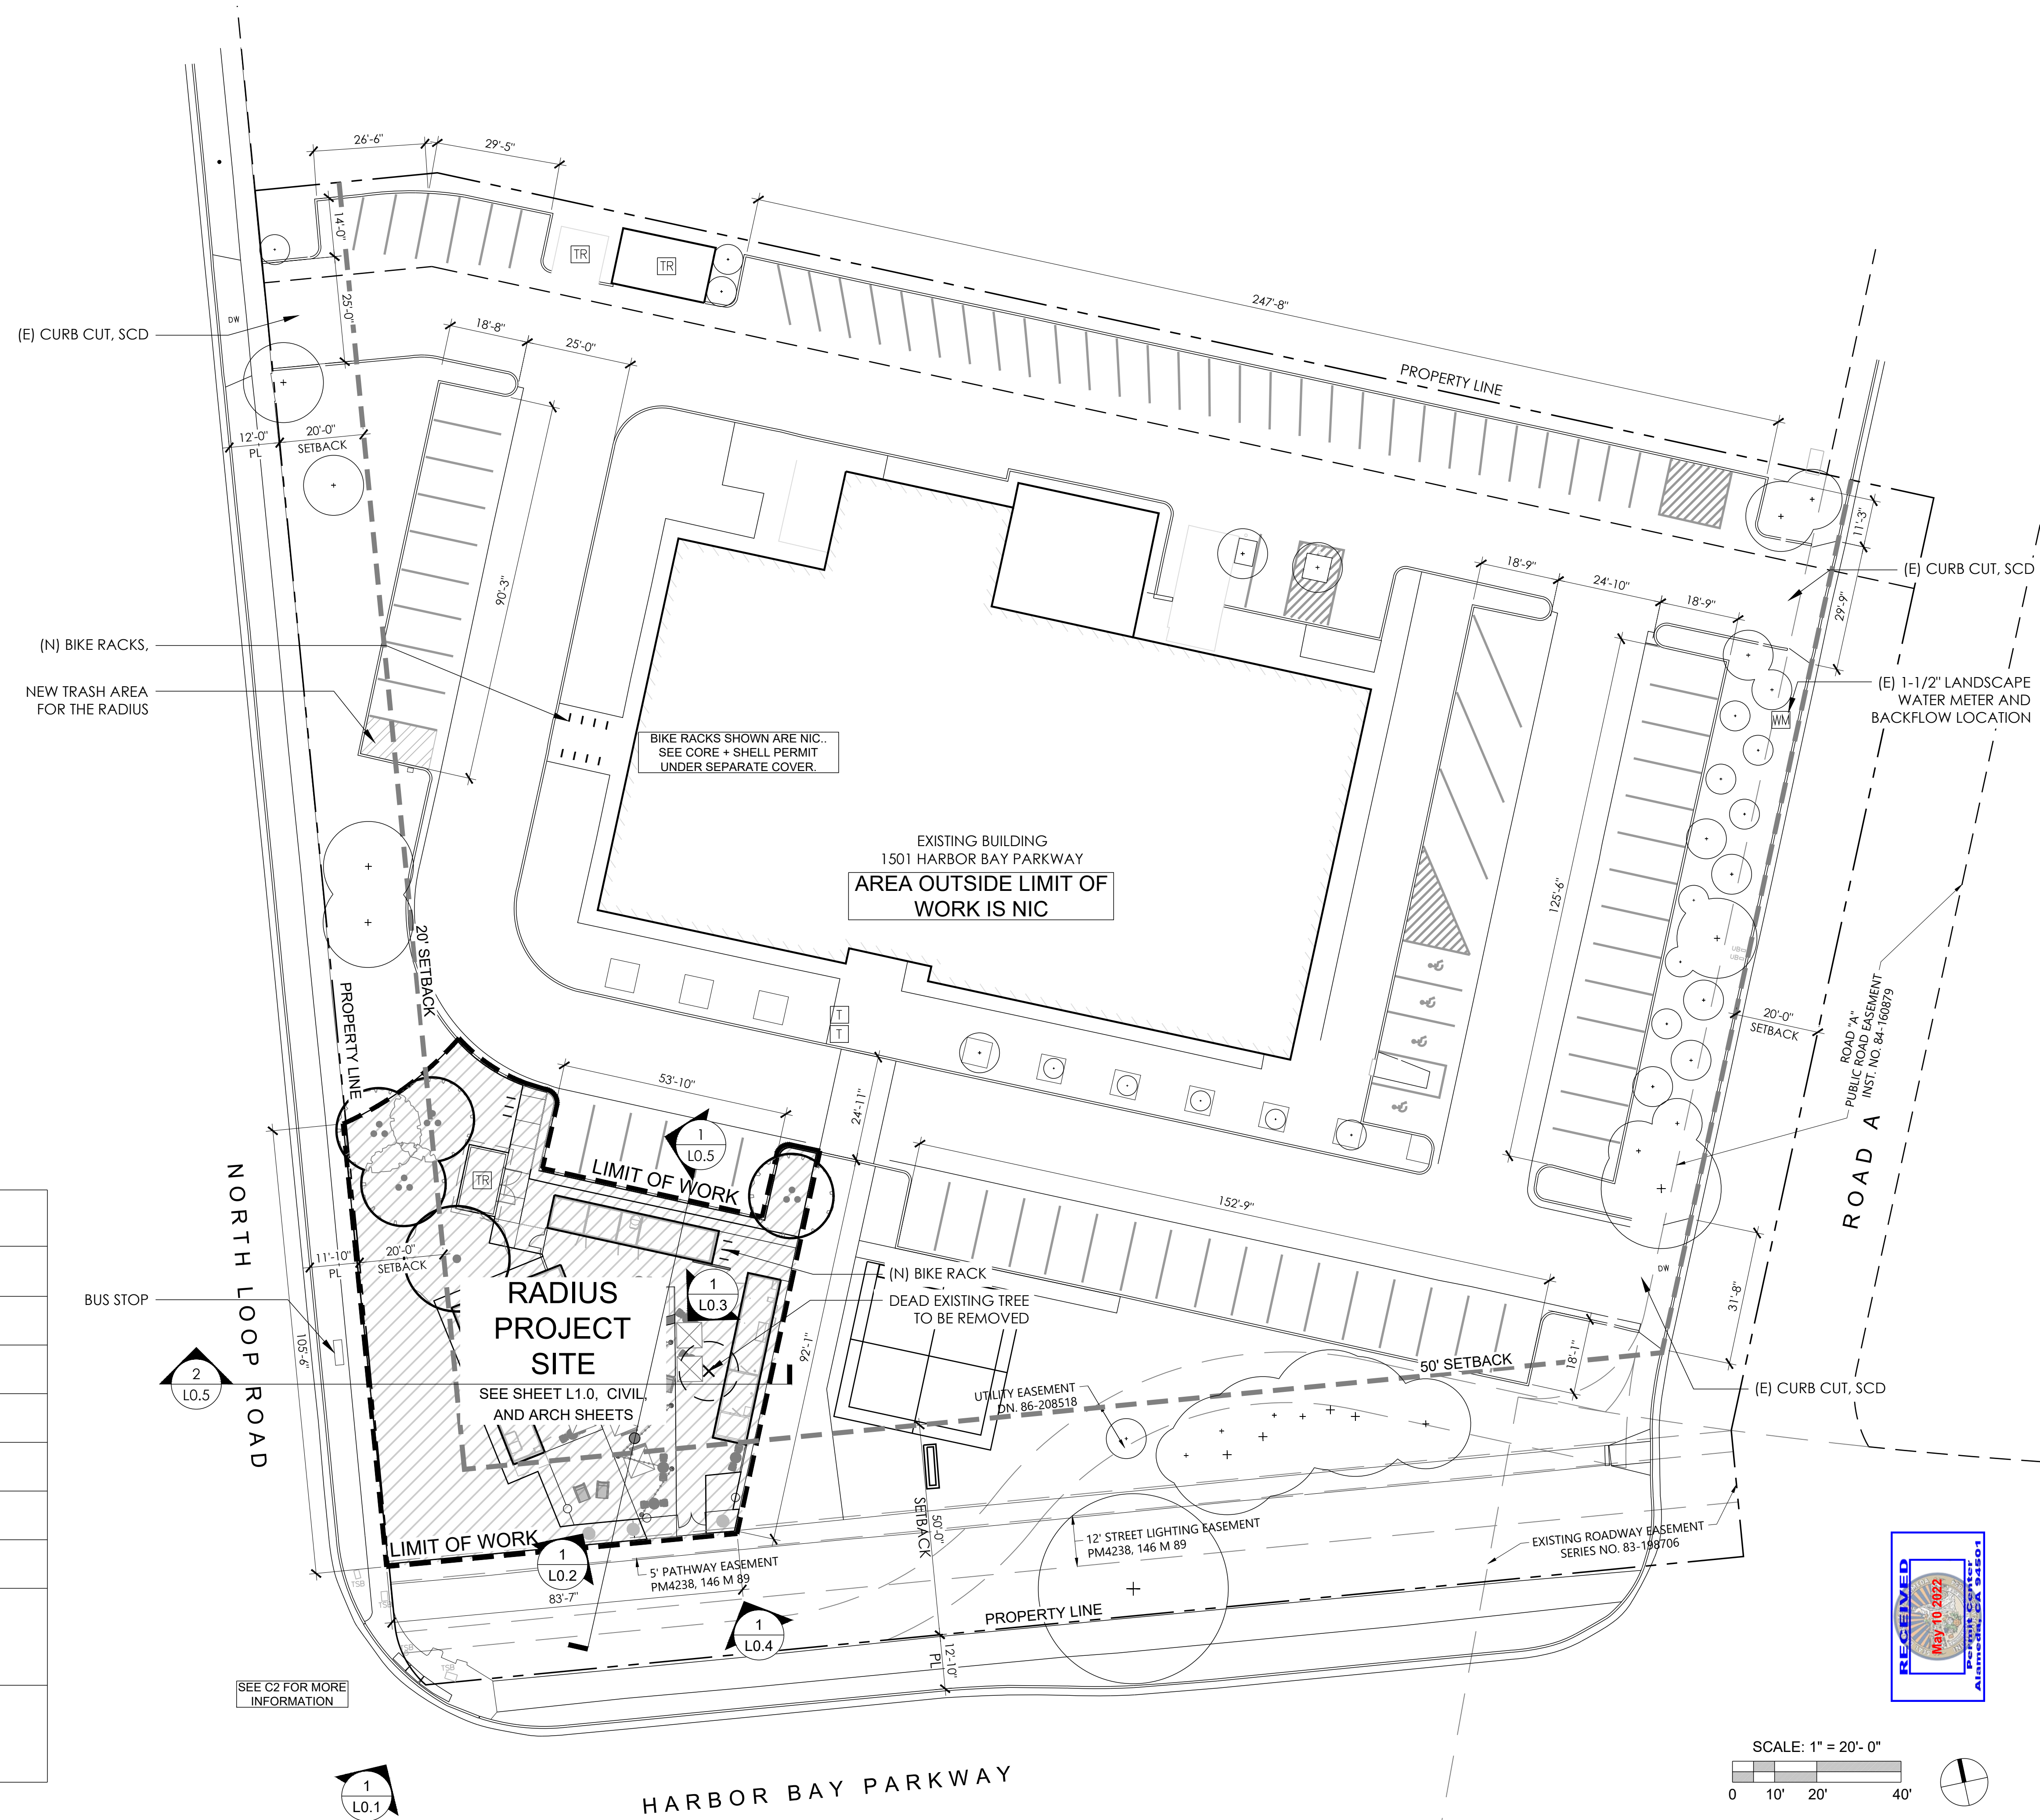 26'-6"
29'-5"
14'-0"
TR
TR
25'-0"
DW
(E) CURB CUT, SCD
247'-8"
18'-8"
25'-0"
PROPERTY LINE
12'-0"
PL
20'-0"
SETBACK
11'-3"
(E) CURB CUT, SCD
29'-9"
18'-9"
24'-10"
18'-9"
90'-3"
(N) BIKE RACKS,
NEW TRASH AREA
FOR THE RADIUS
(E) 1-1/2" LANDSCAPE
WATER METER AND
BACKFLOW LOCATION
WM
BIKE RACKS SHOWN ARE NIC..
SEE CORE + SHELL PERMIT
UNDER SEPARATE COVER.
EXISTING BUILDING
1501 HARBOR BAY PARKWAY
AREA OUTSIDE LIMIT OF
WORK IS NIC
125'-6"
20' SETBACK
PROPERTY LINE
UB
UB
20'-0"
SETBACK
ROAD "A"
PUBLIC ROAD EASEMENT
INST. NO. 84-160879
ROAD A
T
T
53'-10"
24'-11"
1
L0.5
LIMIT OF WORK
TR
152'-9"
NORTH LOOP ROAD
11'-10"
PL
20'-0"
SETBACK
BUS STOP
105'-6"
2
L0.5
RADIUS
PROJECT
SITE
SEE SHEET L1.0, CIVIL,
AND ARCH SHEETS
1
L0.3
(N) BIKE RACK
DEAD EXISTING TREE
TO BE REMOVED
92'-1"
DW
31'-8"
18'-1"
50' SETBACK
(E) CURB CUT, SCD
UTILITY EASEMENT
DN. 86-208518
SETBACK
50'-0"
LIMIT OF WORK
1
L0.2
5' PATHWAY EASEMENT
PM4238, 146 M 89
12' STREET LIGHTING EASEMENT
PM4238, 146 M 89
EXISTING ROADWAY EASEMENT
SERIES NO. 83-198706
83'-7"
TSB
TSB
TSB
TSB
1
L0.4
PROPERTY LINE
PL
12'-10"
SEE C2 FOR MORE
INFORMATION
1
L0.1
HARBOR BAY PARKWAY
RECEIVED
May 10 2022
Permit Center
Alameda, CA 94501
SCALE: 1" = 20'- 0"
0 10' 20' 40'